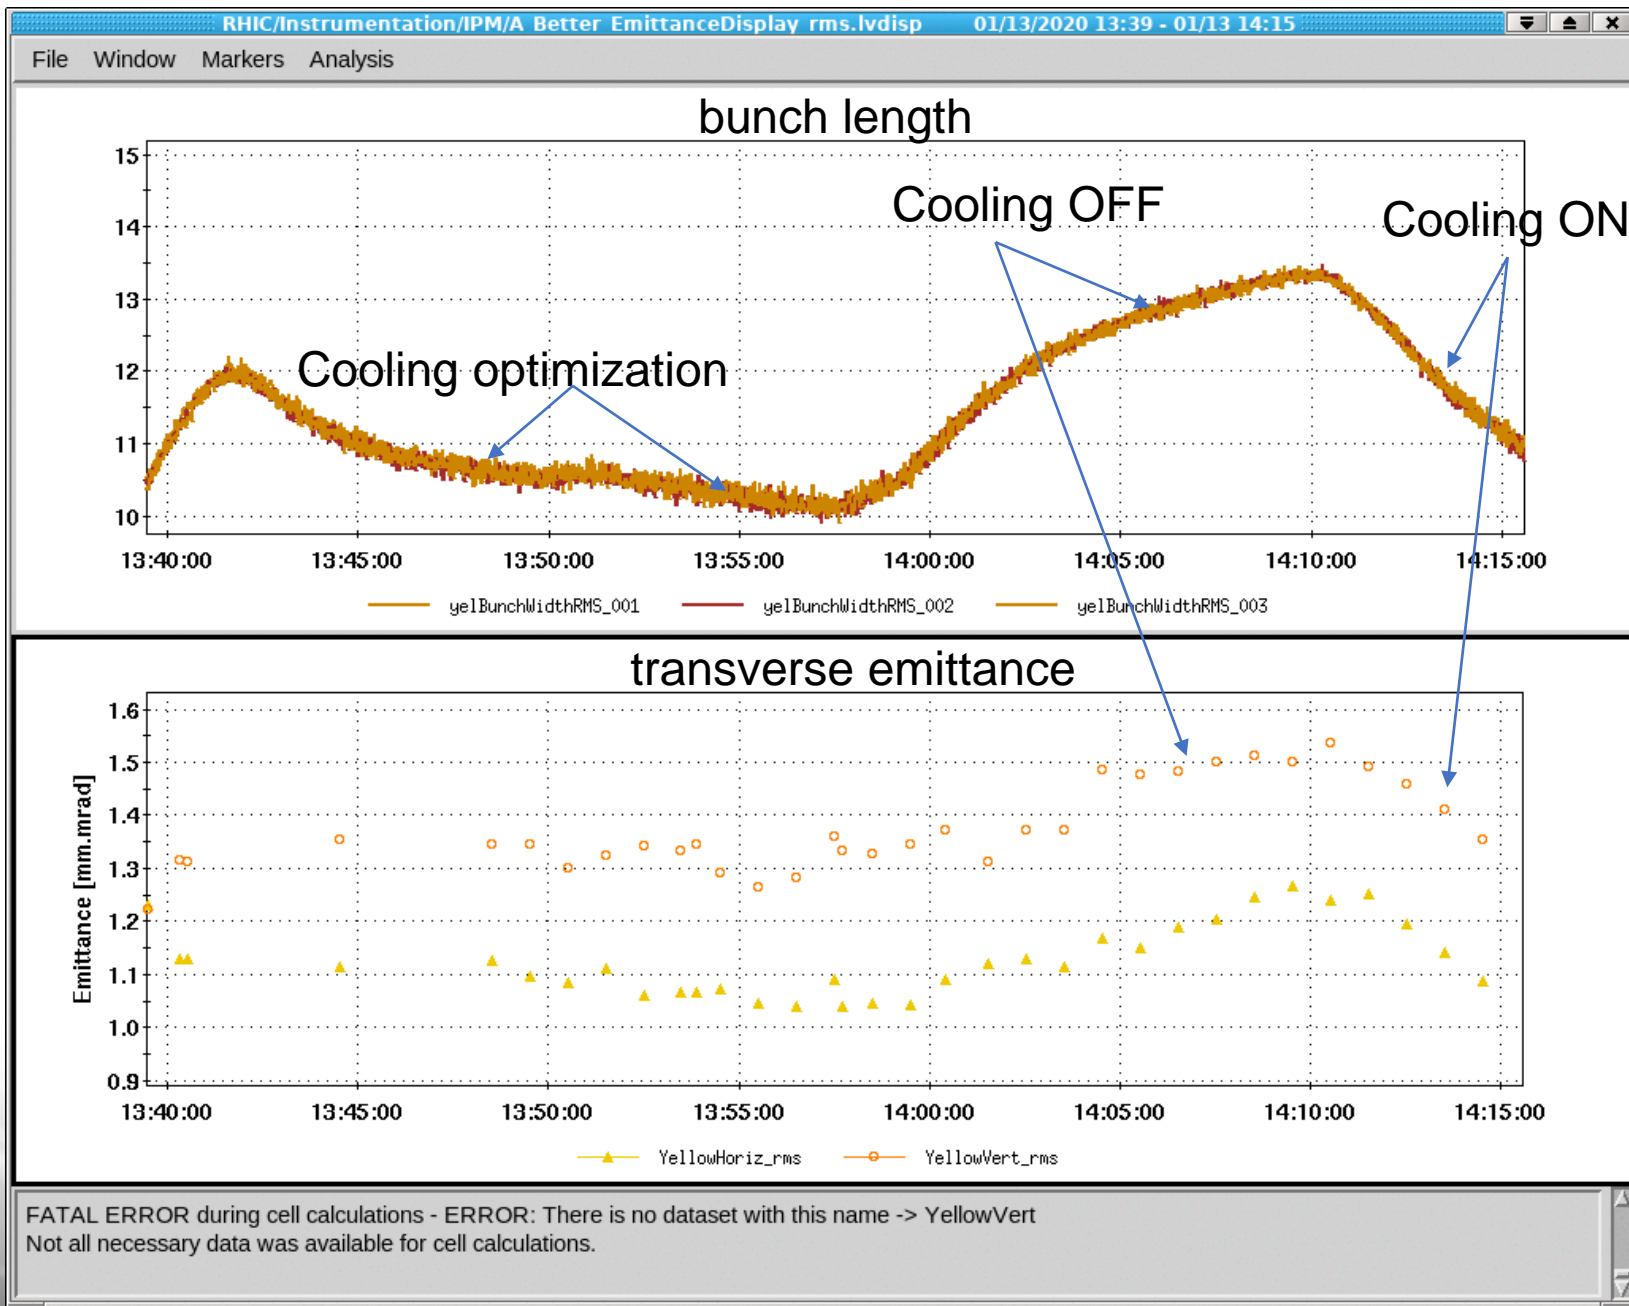 RHIC/Instrumentation/IPM/A Better EmittanceDisplay rms.lvdisp 01/13/2020 13:39 - 01/13 14:15
File Window Markers Analysis
bunch length
15
14
13
12
11
10
Cooling OFF
Cooling ON
Cooling optimization
13:40:00 13:45:00 13:50:00 13:55:00 14:00:00 14:05:00 14:10:00 14:15:00
yelBunchWidthRMS_001 yelBunchWidthRMS_002 yelBunchWidthRMS_003
transverse emittance
Emittance [mm.mrad]
1.6
1.5
1.4
1.3
1.2
1.1
1.0
0.9
13:40:00 13:45:00 13:50:00 13:55:00 14:00:00 14:05:00 14:10:00 14:15:00
YellowHoriz_rms YellowVert_rms
FATAL ERROR during cell calculations - ERROR: There is no dataset with this name -> YellowVert
Not all necessary data was available for cell calculations.